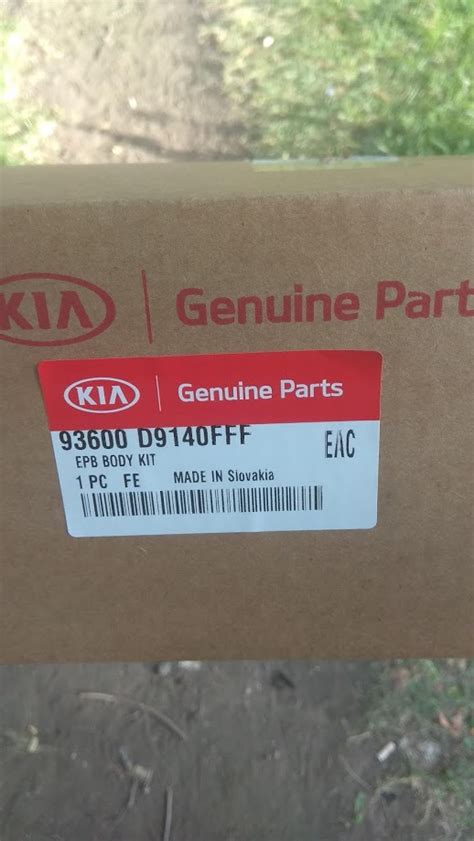 KIA Genuine Part
KIA Genuine Parts
93600 D9140FFF
EPB BODY KIT
EAC
1 PC FE MADE IN Slovakia